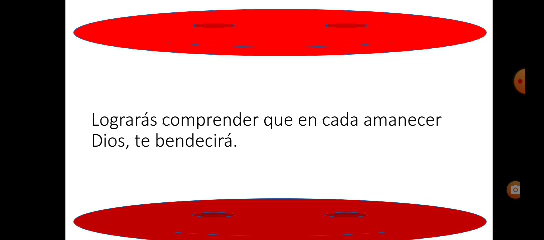 Lograrás comprender que en cada amanecer
Dios, te bendecirá.